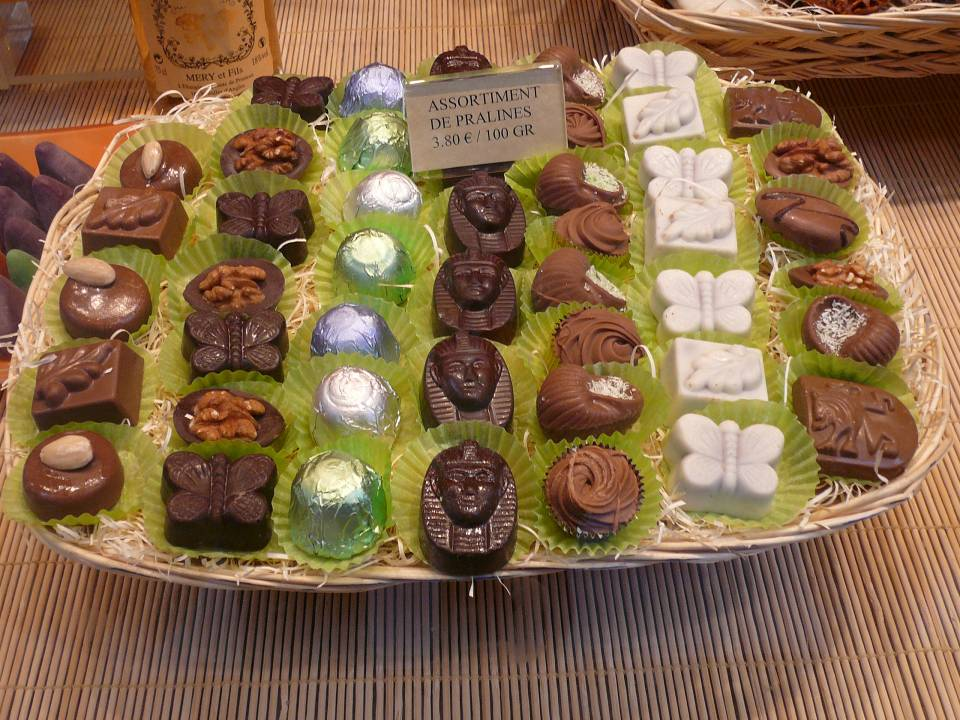 MERY et Fils
ASSORTIMENT
DE PRALINES
3.80 € / 100 GR